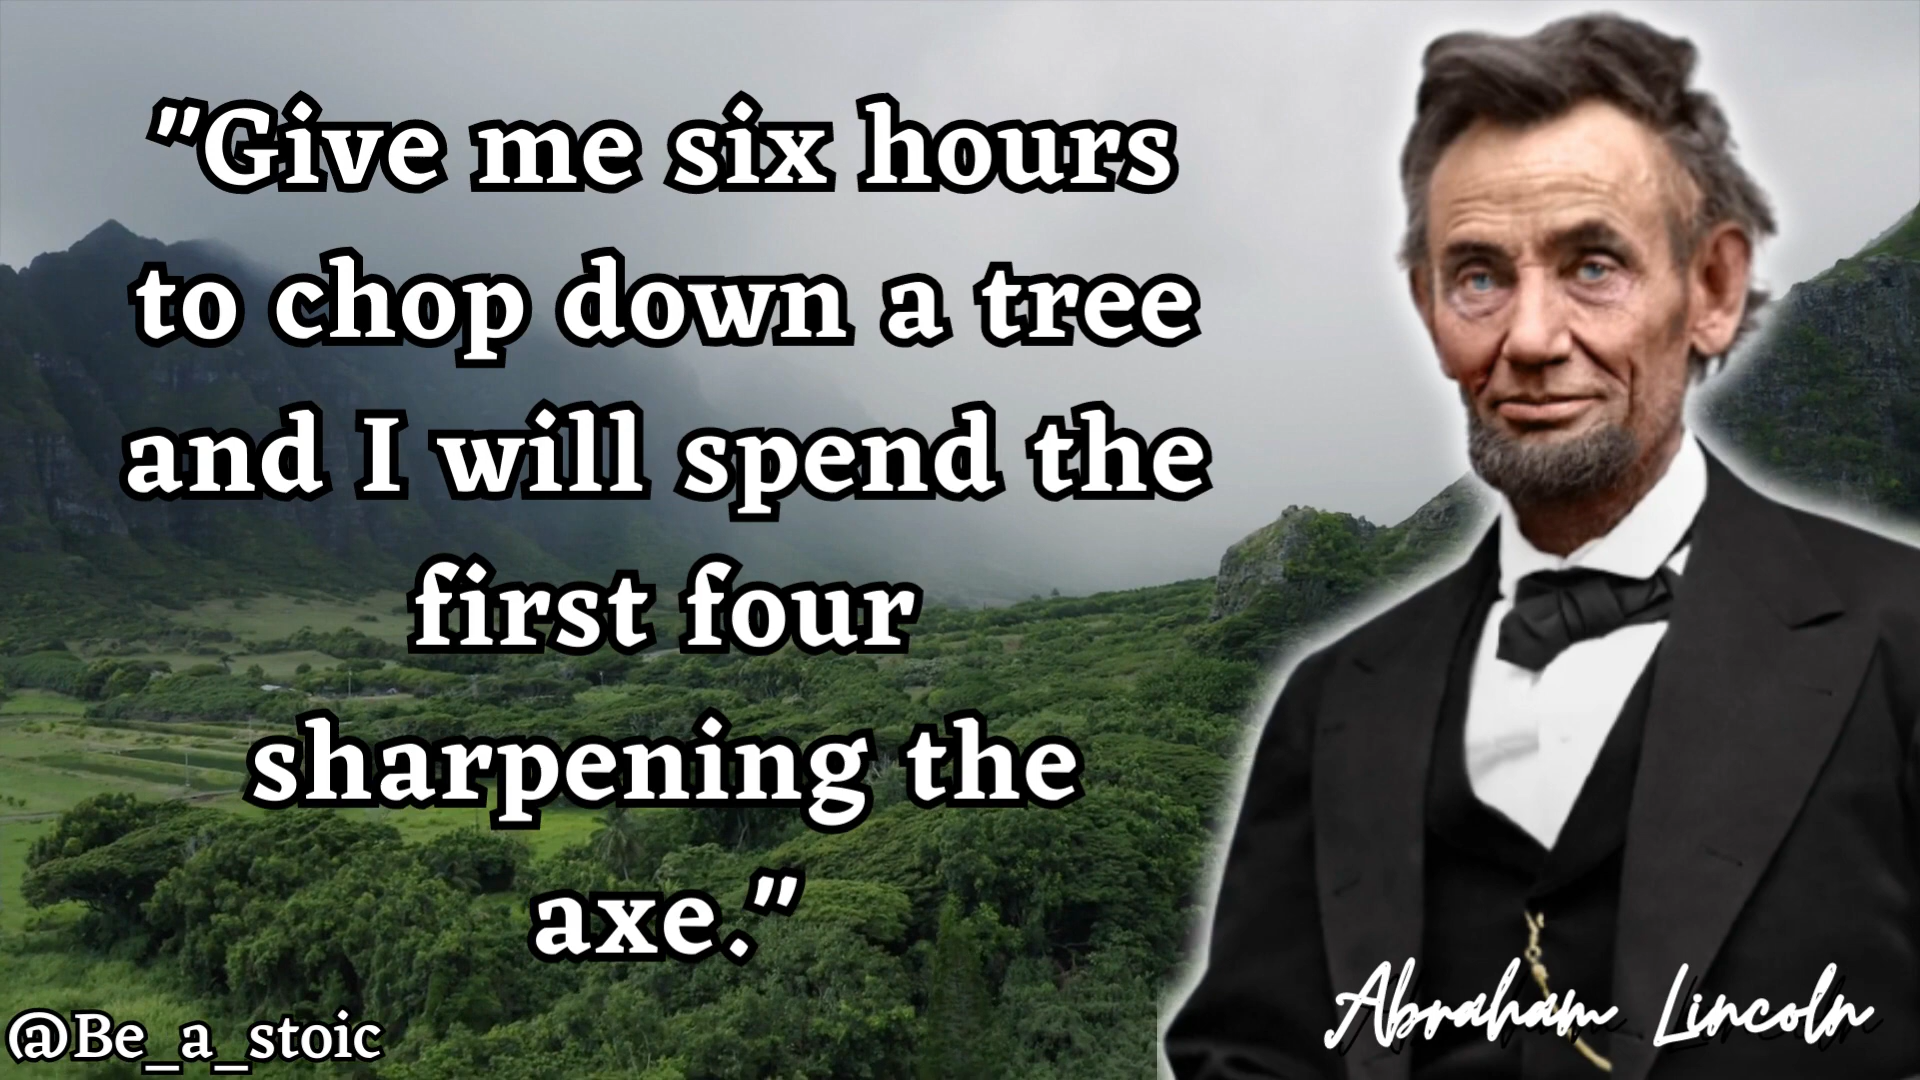 "Give me six hours
to chop down a tree
and I will spend the
first four
sharpening the
axe."
@Be_a_stoic
Abraham Lincoln